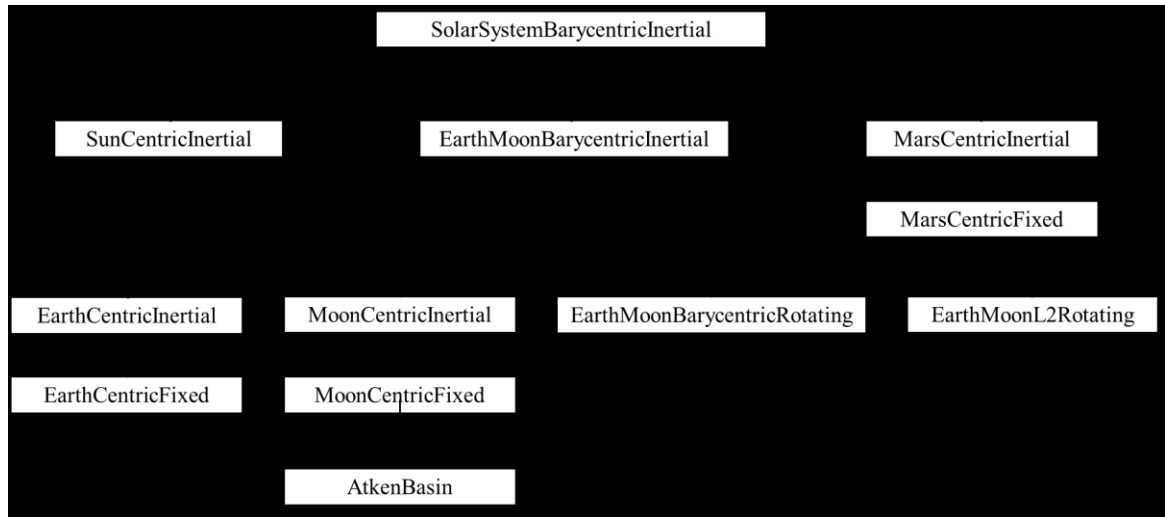 SolarSystemBarycentricInertial
SunCentricInertial
EarthMoonBarycentricInertial
MarsCentricInertial
MarsCentricFixed
EarthCentricInertial
MoonCentricInertial
EarthMoonBarycentricRotating
EarthMoonL2Rotating
EarthCentricFixed
MoonCentricFixed
AtkenBasin